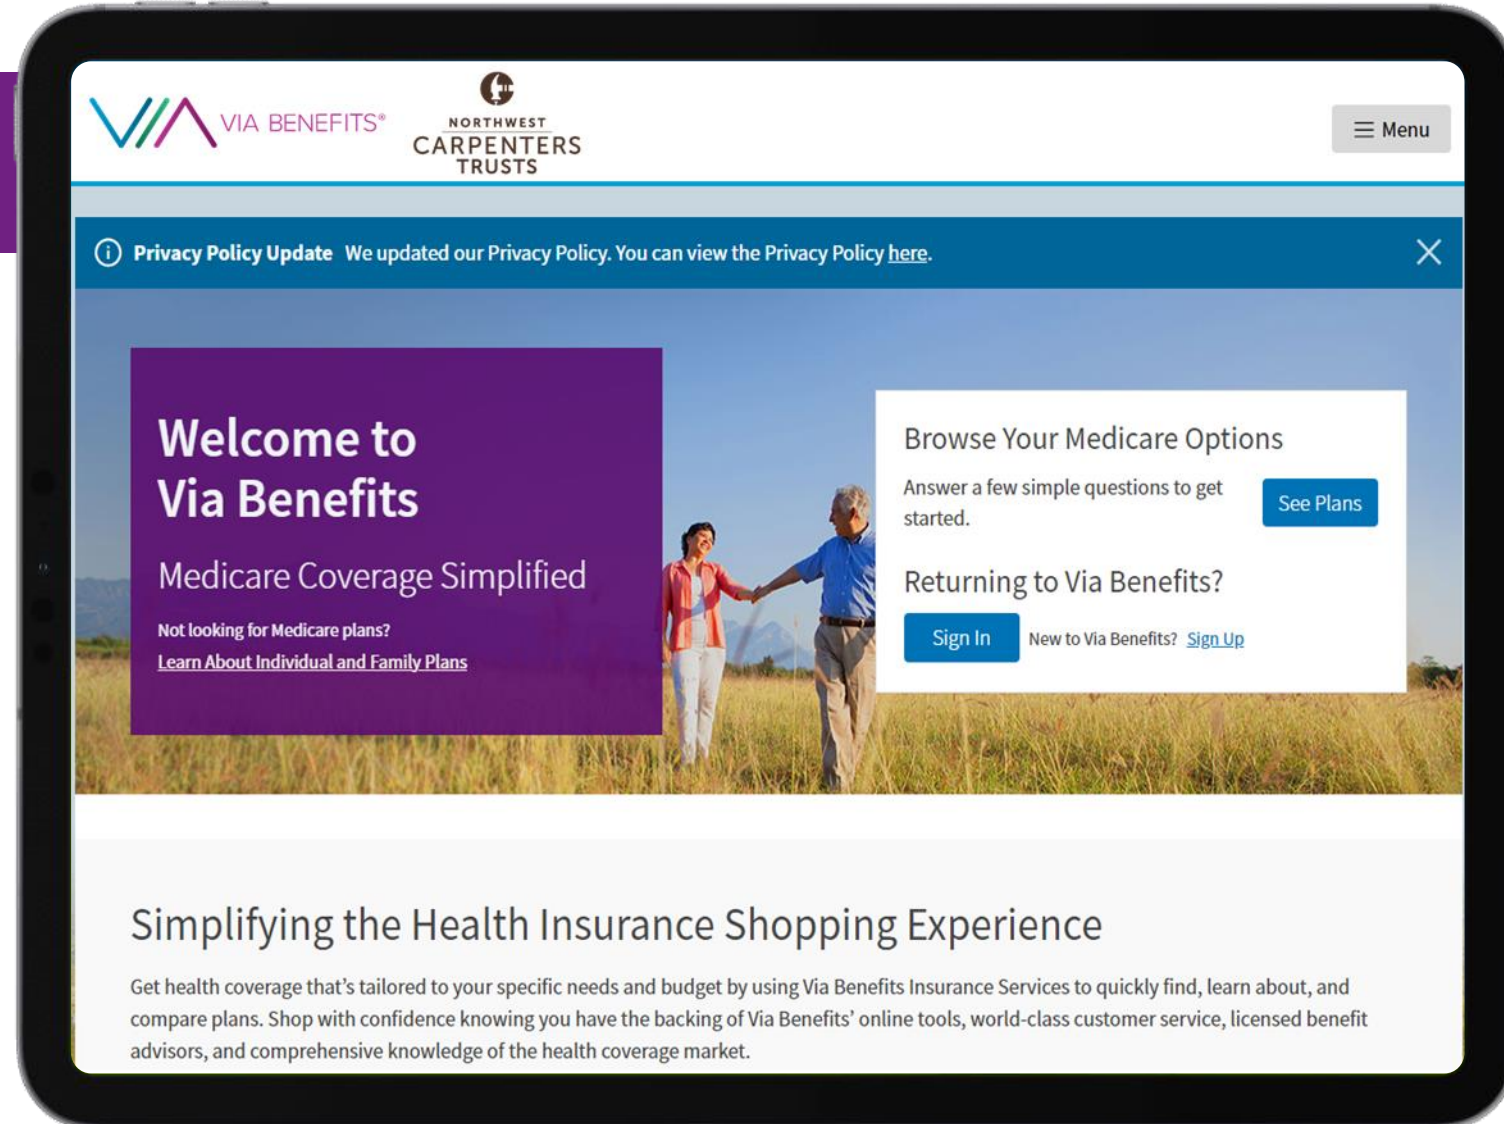 VIA BENEFITS®
NORTHWEST
CARPENTERS
TRUSTS
Menu
Privacy Policy Update We updated our Privacy Policy. You can view the Privacy Policy here.
Welcome to
Via Benefits
Medicare Coverage Simplified
Not looking for Medicare plans?
Learn About Individual and Family Plans
Browse Your Medicare Options
Answer a few simple questions to get
started.
See Plans
Returning to Via Benefits?
Sign In
New to Via Benefits? Sign Up
Simplifying the Health Insurance Shopping Experience
Get health coverage that's tailored to your specific needs and budget by using Via Benefits Insurance Services to quickly find, learn about, and
compare plans. Shop with confidence knowing you have the backing of Via Benefits' online tools, world-class customer service, licensed benefit
advisors, and comprehensive knowledge of the health coverage market.